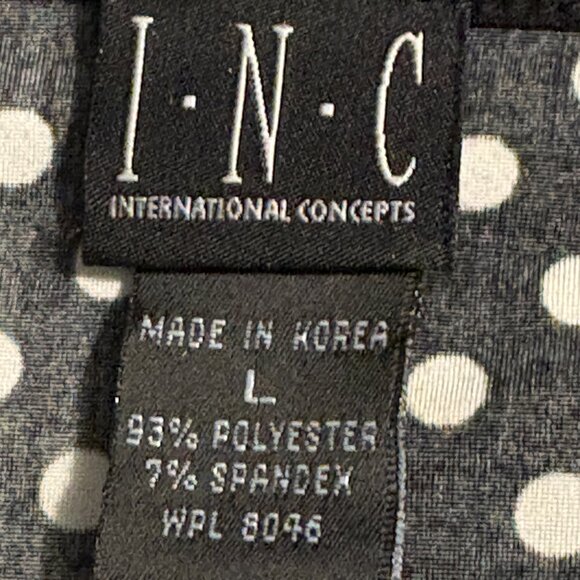 I·N·C
INTERNATIONAL CONCEPTS
MADE IN KOREA
L
93% POLYESTER
7% SPANDEX
WPL 8046